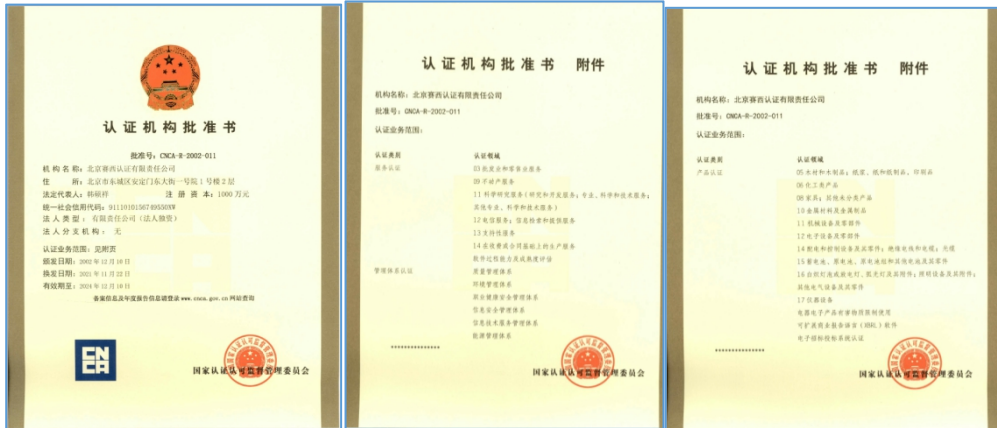 认证机构批准书
批准号：CNCA-R-2002-011
机构名称：北京赛西认证有限责任公司
住 所：北京市东城区安定门东大街一号院1号楼2层
法定代表人：韩硕祥 注册资本：1000万元
统一社会信用代码：91110101567495503W
法人类型：有限责任公司（法人独资）
法人分支机构：无
认证业务范围：见附页
颁发日期：2002年12月16日
换发日期：2021年11月22日
有效期至：2024年12月18日
备案信息及年度报告信息请登录www.cnca.gov.cn网站查询
CNCA
国家认证认可监督管理委员会
认证机构批准书 附件
机构名称：北京赛西认证有限责任公司
批准号：CNCA-R-2002-011
认证业务范围：
认证类别 认证领域
服务认证 03批发业和零售业服务
09不动产服务
11科学研究服务（研究和开发服务；专业、科学和技术服务；
其他专业、科学和技术服务）
12电信服务；信息检索和提供服务
13支持性服务
14在收费或合同基础上的生产服务
软件过程能力及成熟度评估
管理体系认证 质量管理体系
环境管理体系
职业健康安全管理体系
信息安全管理体系
信息技术服务管理体系
能源管理体系
***************
国家认证认可监督管理委员会
认证机构批准书 附件
机构名称：北京赛西认证有限责任公司
批准号：CNCA-R-2002-011
认证业务范围：
认证类别 认证领域
产品认证 05木材和木制品；纸浆、纸和纸制品，印刷品
06化工类产品
08家具；其他未分类产品
10金属材料及金属制品
11机械设备及零部件
12电子设备及零部件
14配电和控制设备及其零件；绝缘电线和电缆；光缆
15蓄电池、原电池、原电池组和其他电池及其零件
16白炽灯泡或放电灯、弧光灯及其附件；照明设备及其附件；
其他电气设备及其零件
17仪器设备
电器电子产品有害物质限制使用
可扩展商业报告语言（XBRL）软件
电子招标投标系统认证
***************
国家认证认可监督管理委员会